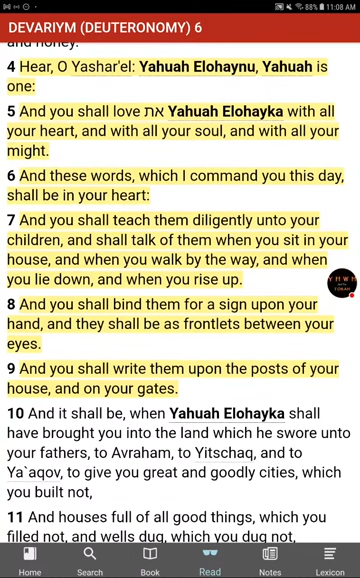 88% 11:08 AM
DEVARIYM (DEUTERONOMY) 6
and honey.
4 Hear, O Yashar'el: Yahuah Elohaynu, Yahuah is
one:
5 And you shall love את Yahuah Elohayka with all
your heart, and with all your soul, and with all your
might.
6 And these words, which I command you this day,
shall be in your heart:
7 And you shall teach them diligently unto your
children, and shall talk of them when you sit in your
house, and when you walk by the way, and when
you lie down, and when you rise up.
8 And you shall bind them for a sign upon your
hand, and they shall be as frontlets between your
eyes.
9 And you shall write them upon the posts of your
house, and on your gates.
10 And it shall be, when Yahuah Elohayka shall
have brought you into the land which he swore unto
your fathers, to Avraham, to Yitschaq, and to
Ya`aqov, to give you great and goodly cities, which
you built not,
11 And houses full of all good things, which you
filled not, and wells dug, which you dug not,
Home Search Book Read Notes Lexicon